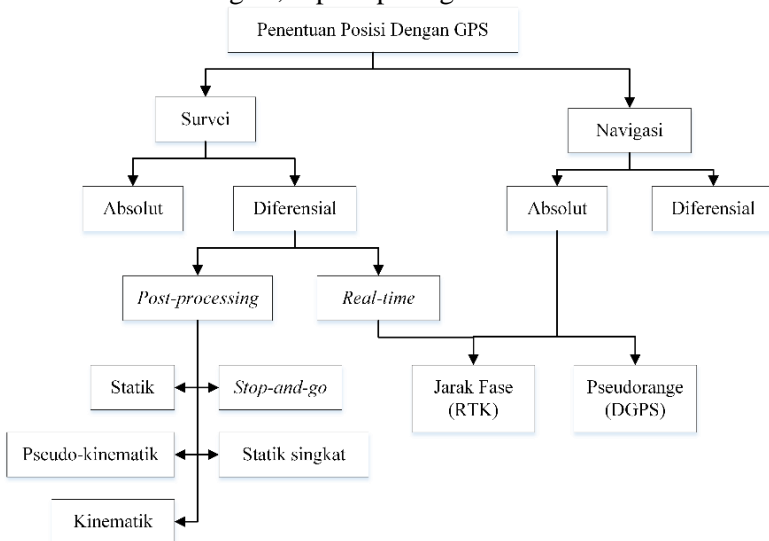 Penentuan Posisi Dengan GPS
Survei
Navigasi
Absolut
Diferensial
Absolut
Diferensial
Post-processing
Real-time
Statik
Stop-and-go
Jarak Fase
(RTK)
Pseudorange
(DGPS)
Pseudo-kinematik
Statik singkat
Kinematik